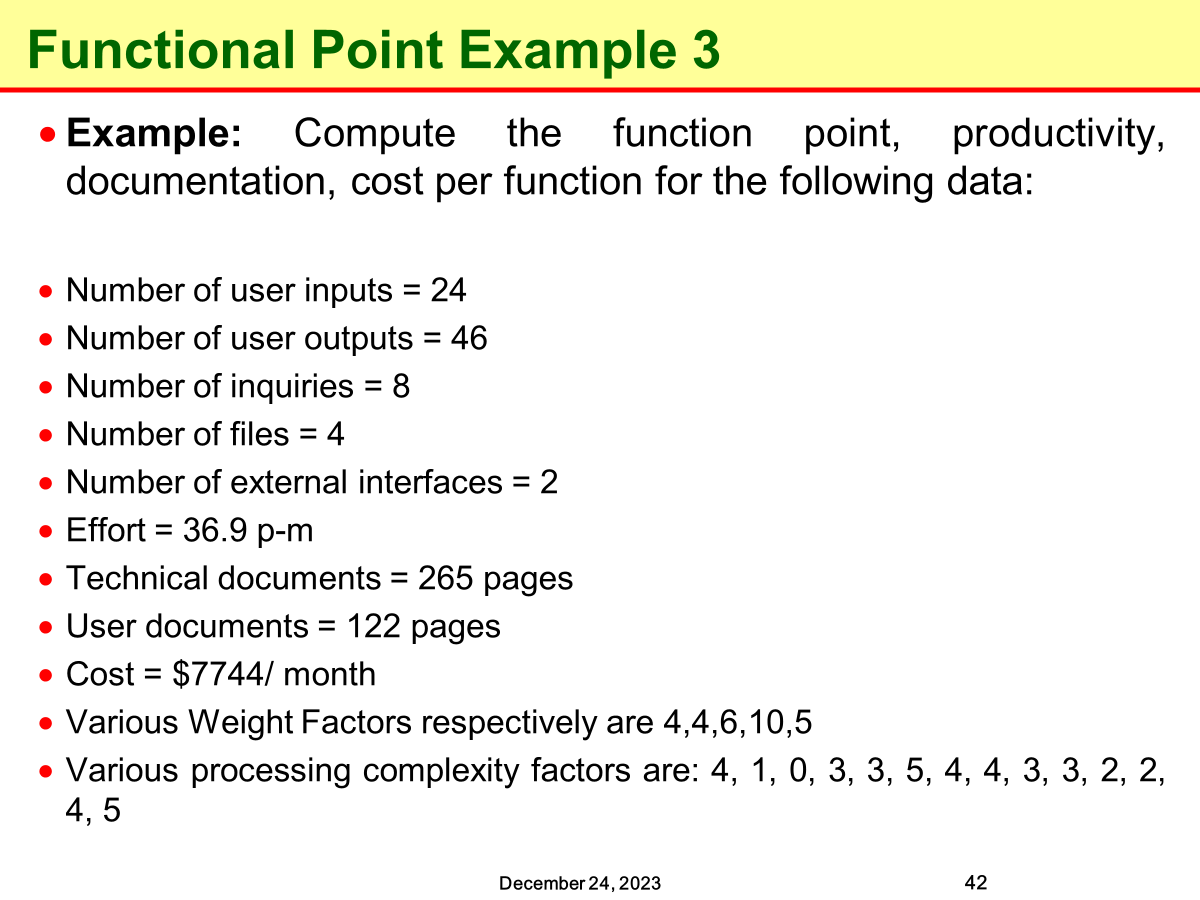 Functional Point Example 3
• Example: Compute the function point, productivity,
documentation, cost per function for the following data:
• Number of user inputs = 24
• Number of user outputs = 46
• Number of inquiries = 8
• Number of files = 4
• Number of external interfaces = 2
• Effort = 36.9 p-m
• Technical documents = 265 pages
• User documents = 122 pages
• Cost = $7744/ month
• Various Weight Factors respectively are 4,4,6,10,5
• Various processing complexity factors are: 4, 1, 0, 3, 3, 5, 4, 4, 3, 3, 2, 2,
4, 5
December 24, 2023
42